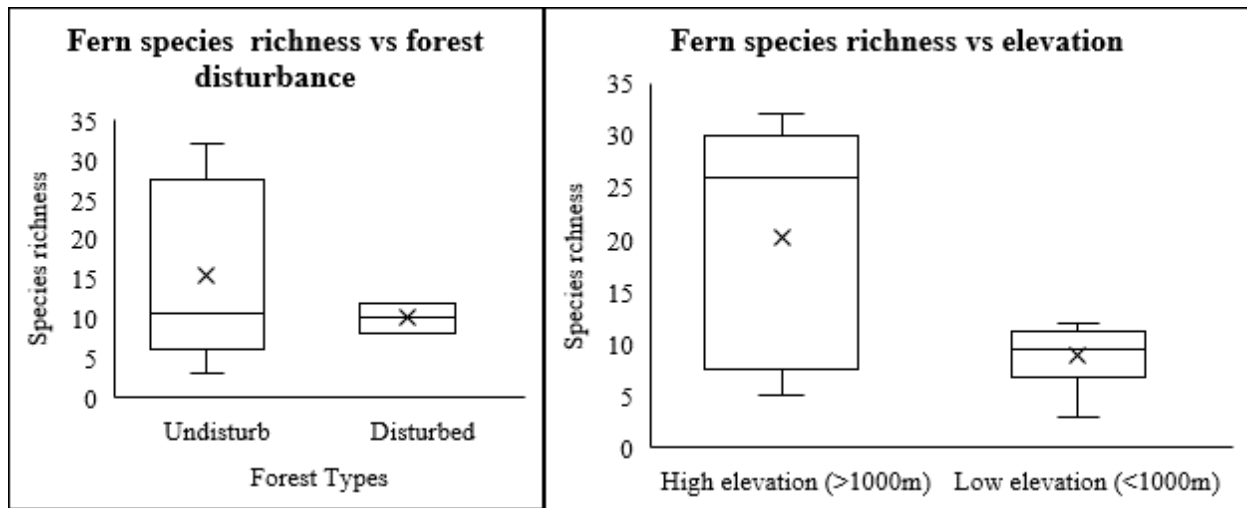 Fern species richness vs forest
disturbance
Species richness
35
30
25
20
15
10
5
0
Undisturb Disturbed
Forest Types
Fern species richness vs elevation
Species rchness
35
30
25
20
15
10
5
0
High elevation (>1000m) Low elevation (<1000m)